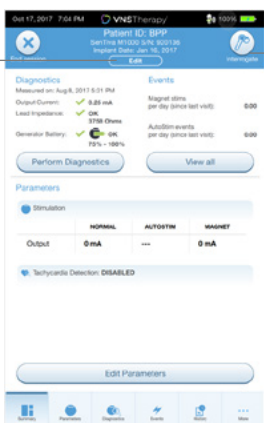 Oct 17, 2017 7:04 PM
VNSTherapy
100%
Patient ID: BPP
SenTiva M1000 S/N: 920136
Implant Date: Jan 16, 2017
End session
Edit
Interrogate
Diagnostics
Measured on: Aug 8, 2017 5:01 PM
Output Current: 0.25 mA
Lead Impedance: OK
3758 Ohms
Generator Battery: OK
75% - 100%
Perform Diagnostics
Events
Magnet stims
per day (since last visit): 0.00
AutoStim events
per day (since last visit): 0.00
View all
Parameters
Stimulation
NORMAL AUTOSTIM MAGNET
Output 0 mA --- 0 mA
Tachycardia Detection: DISABLED
Edit Parameters
Summary Parameters Diagnostics Events History More